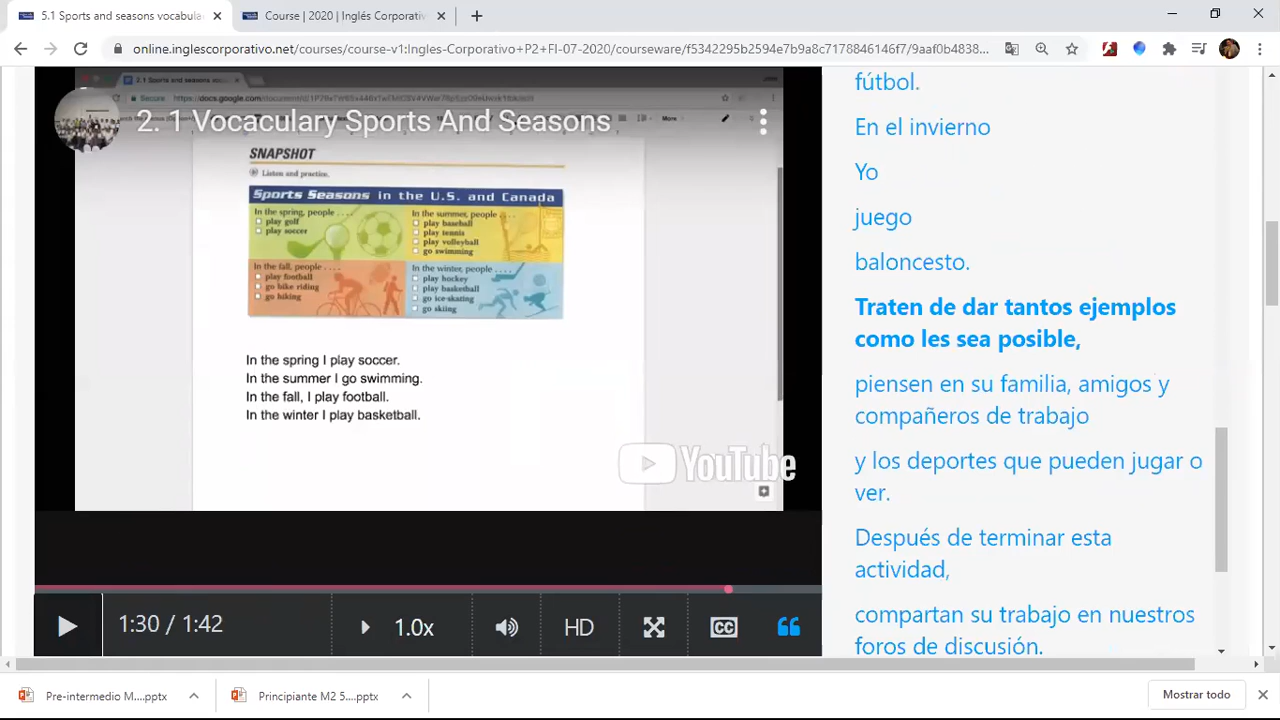 5.1 Sports and seasons vocabula
Course | 2020 | Inglés Corporativ
online.inglescorporativo.net/courses/course-v1:Ingles-Corporativo+P2+FI-07-2020/courseware/f5342295b2594e7b9a8c7178846146f7/9aaf0b4838...
2.1 Sports and seasons voca
Secure
More
2. 1 Vocaculary Sports And Seasons
SNAPSHOT
Listen and practice.
Sports Seasons in the U.S. and Canada
In the spring, people ....
play golf
play soccer
In the summer, people ....
play baseball
play tennis
play volleyball
go swimming
In the fall, people ....
play football
go bike riding
go hiking
In the winter, people ....
play hockey
play basketball
go ice-skating
go skiing
In the spring I play soccer.
In the summer I go swimming.
In the fall, I play football.
In the winter I play basketball.
YouTube
1:30 / 1:42
1.0x
HD
CC
fútbol.
En el invierno
Yo
juego
baloncesto.
Traten de dar tantos ejemplos
como les sea posible,
piensen en su familia, amigos y
compañeros de trabajo
y los deportes que pueden jugar o
ver.
Después de terminar esta
actividad,
compartan su trabajo en nuestros
foros de discusión.
Pre-intermedio M....pptx
Principiante M2 5....pptx
Mostrar todo